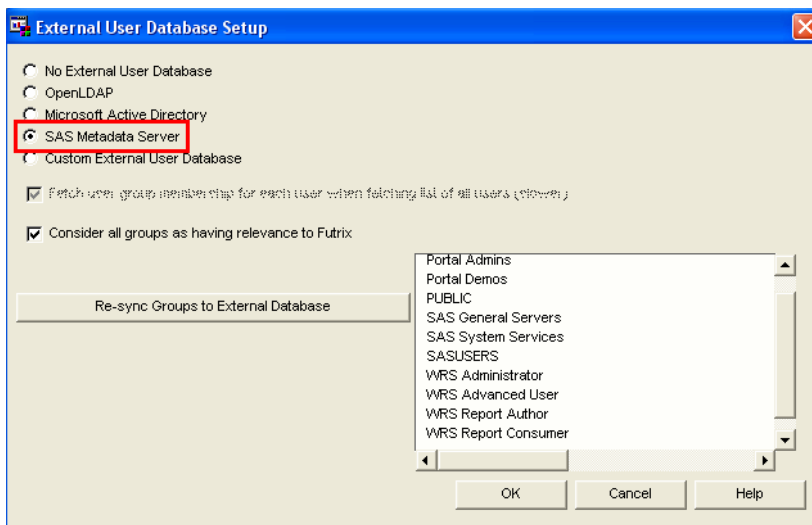 External User Database Setup
No External User Database
OpenLDAP
Microsoft Active Directory
SAS Metadata Server
Custom External User Database
Fetch user group membership for each user when fetching list of all users (slower)
Consider all groups as having relevance to Futrix
Re-sync Groups to External Database
Portal Admins
Portal Demos
PUBLIC
SAS General Servers
SAS System Services
SASUSERS
WRS Administrator
WRS Advanced User
WRS Report Author
WRS Report Consumer
OK
Cancel
Help